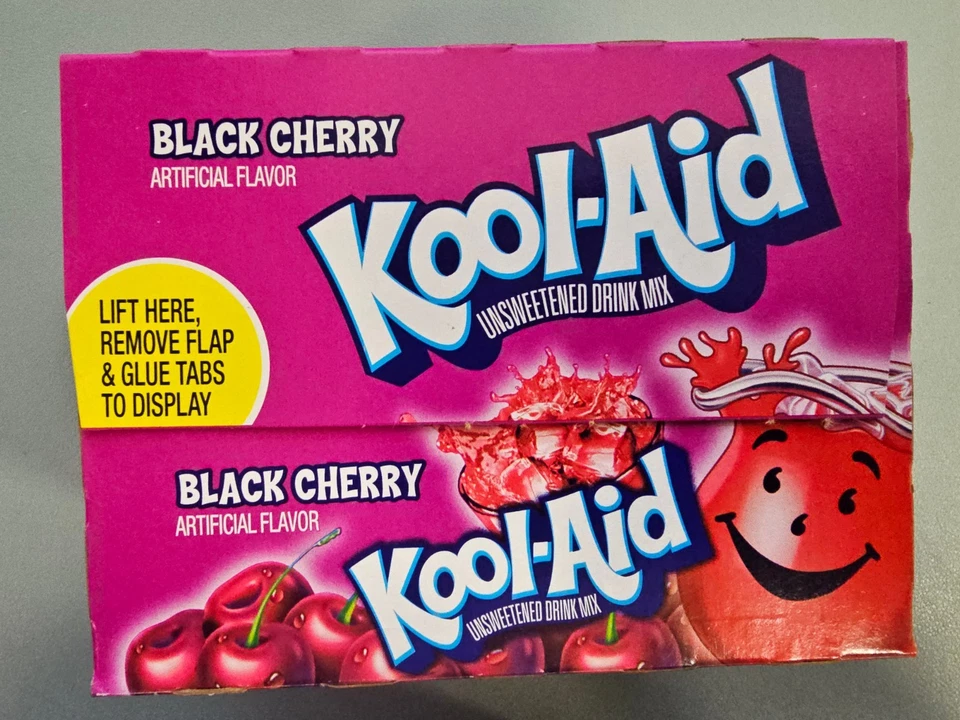 BLACK CHERRY
ARTIFICIAL FLAVOR
Kool-Aid
UNSWEETENED DRINK MIX
LIFT HERE,
REMOVE FLAP
& GLUE TABS
TO DISPLAY
BLACK CHERRY
ARTIFICIAL FLAVOR
Kool-Aid
UNSWEETENED DRINK MIX